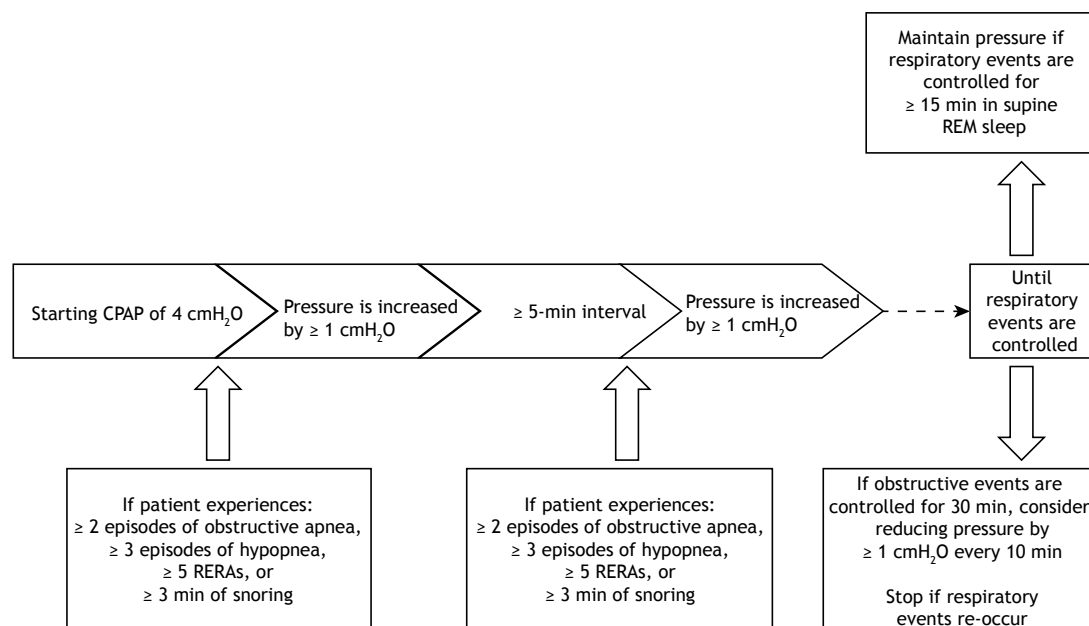 Maintain pressure if
respiratory events are
controlled for
≥ 15 min in supine
REM sleep
Starting CPAP of 4 cmH₂O
Pressure is increased
by ≥ 1 cmH₂O
≥ 5-min interval
Pressure is increased
by ≥ 1 cmH₂O
Until
respiratory
events are
controlled
If patient experiences:
≥ 2 episodes of obstructive apnea,
≥ 3 episodes of hypopnea,
≥ 5 RERAs, or
≥ 3 min of snoring
If patient experiences:
≥ 2 episodes of obstructive apnea,
≥ 3 episodes of hypopnea,
≥ 5 RERAs, or
≥ 3 min of snoring
If obstructive events are
controlled for 30 min, consider
reducing pressure by
≥ 1 cmH₂O every 10 min
Stop if respiratory
events re-occur